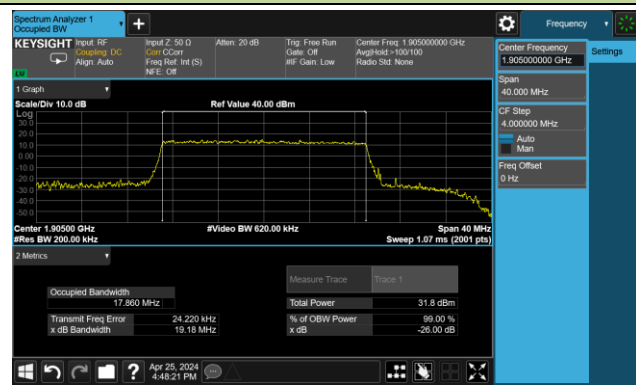 Spectrum Analyzer 1
Occupied BW
Frequency
KEYSIGHT
Input: RF
Coupling: DC
Align: Auto
Input Z: 50 Ω
Corr CCorr
Freq Ref: Int (S)
NFE: Off
Atten: 20 dB
Trig: Free Run
Gate: Off
#IF Gain: Low
Center Freq: 1.905000000 GHz
Avg|Hold:>100/100
Radio Std: None
Center Frequency
1.905000000 GHz
Settings
Span
40.000 MHz
CF Step
4.000000 MHz
Auto
Man
Freq Offset
0 Hz
1 Graph
Scale/Div 10.0 dB
Ref Value 40.00 dBm
Log
30.0
20.0
10.0
0.00
-10.0
-20.0
-30.0
-40.0
-50.0
Center 1.90500 GHz
#Video BW 620.00 kHz
Span 40 MHz
#Res BW 200.00 kHz
Sweep 1.07 ms (2001 pts)
2 Metrics
Measure Trace
Trace 1
Occupied Bandwidth
17.860 MHz
Total Power
31.8 dBm
Transmit Freq Error
24.220 kHz
% of OBW Power
99.00 %
x dB Bandwidth
19.18 MHz
x dB
-26.00 dB
Apr 25, 2024
4:48:21 PM